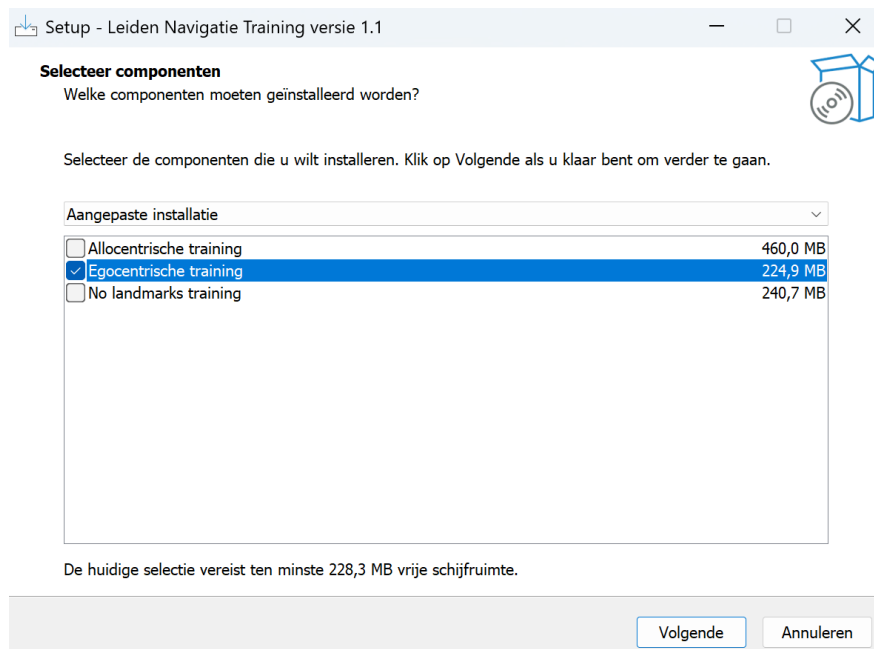 Setup - Leiden Navigatie Training versie 1.1
Selecteer componenten
Welke componenten moeten geïnstalleerd worden?
Selecteer de componenten die u wilt installeren. Klik op Volgende als u klaar bent om verder te gaan.
Aangepaste installatie
Allocentrische training 460,0 MB
Egocentrische training 224,9 MB
No landmarks training 240,7 MB
De huidige selectie vereist ten minste 228,3 MB vrije schijfruimte.
Volgende Annuleren